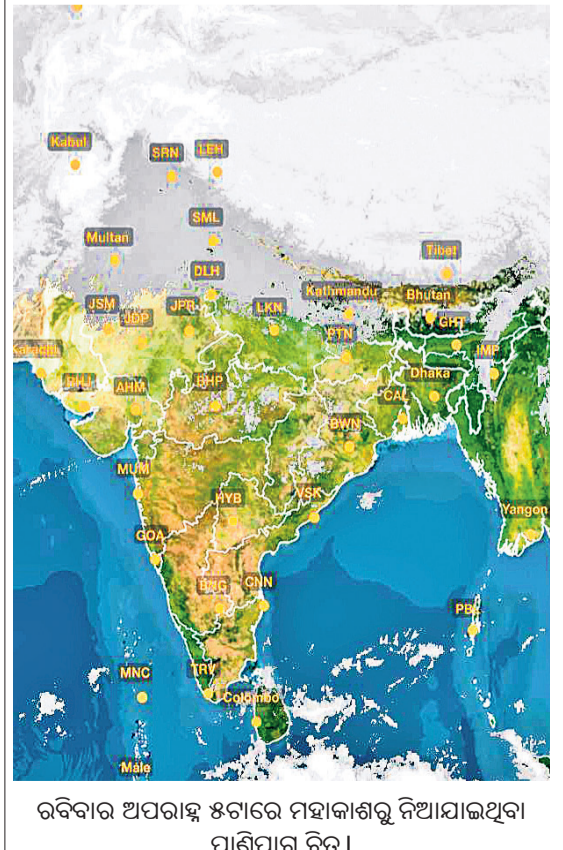 Kabul
SRN
LEH
SML
Multan
Tibet
DLH
Kathmandu
Bhutan
JSM
JDP
JPR
LKN
GHT
PTN
Karachi
IMP
BHJ
AHM
BHP
Dhaka
CAL
BWN
MUM
HYB
VSK
Yangon
GOA
BNG
CNN
PBL
MNC
TRV
Colombo
Male
ରବିବାର ଅପରାହ୍ନ ୫ଟାରେ ମହାକାଶରୁ ନିଆଯାଇଥିବା
ପାଣିପାଗ ଚିତ୍ର।